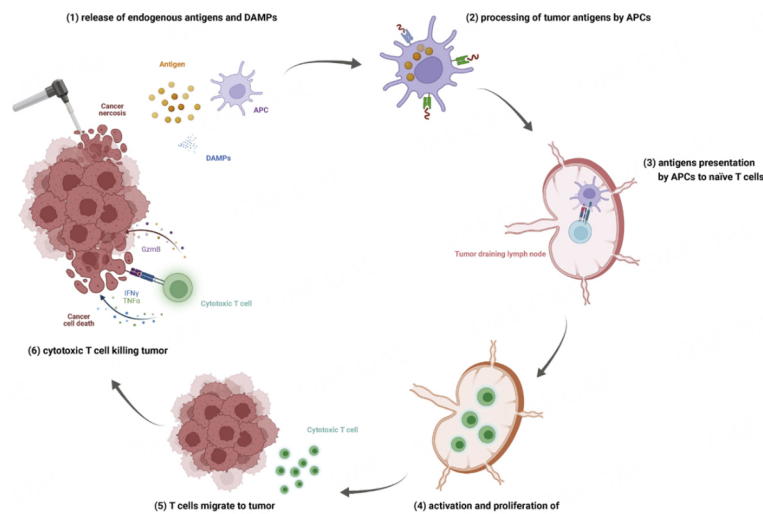 (1) release of endogenous antigens and DAMPs
(2) processing of tumor antigens by APCs
Antigen
APC
Cancer
nercosis
DAMPs
(3) antigens presentation
by APCs to naïve T cells
Tumor draining lymph node
GzmB
IFNγ
TNFα
Cytotoxic T cell
Cancer
cell death
(6) cytotoxic T cell killing tumor
Cytotoxic T cell
(5) T cells migrate to tumor
(4) activation and proliferation of